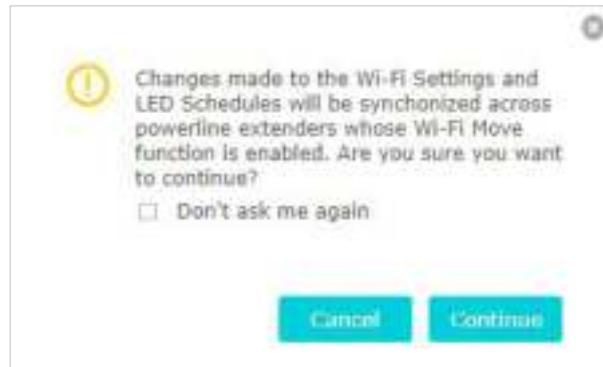 Changes made to the Wi-Fi Settings and
LED Schedules will be synchonized across
powerline extenders whose Wi-Fi Move
function is enabled. Are you sure you want
to continue?
Don't ask me again
Cancel Continue